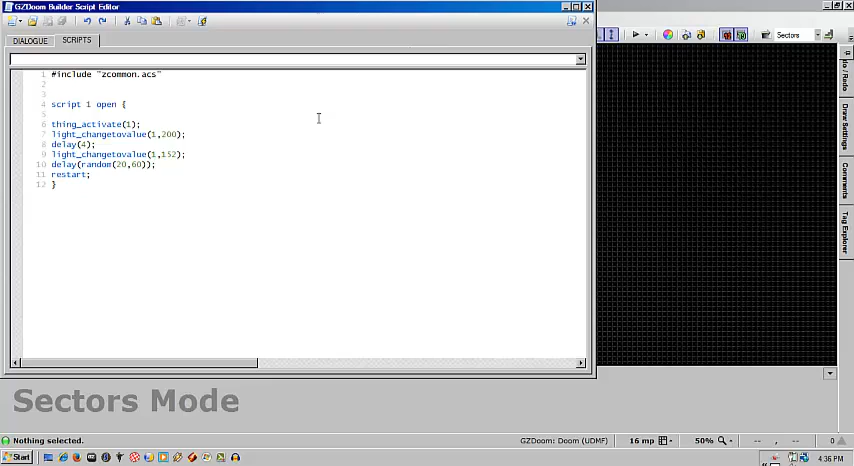 GZDoom Builder Script Editor
DIALOGUE
SCRIPTS
1 #include "zcommon.acs"
2
3
4 script 1 open {
5
6 thing_activate(1);
7 light_changetovalue(1,200);
8 delay(4);
9 light_changetovalue(1,152);
10 delay(random(20,60));
11 restart;
12 }
Sectors
do / Redo
Draw Settings
Comments
Tag Explorer
Sectors Mode
Nothing selected.
GZDoom: Doom (UDMF)
16 mp
50%
-- , --
0
Start
4:36 PM